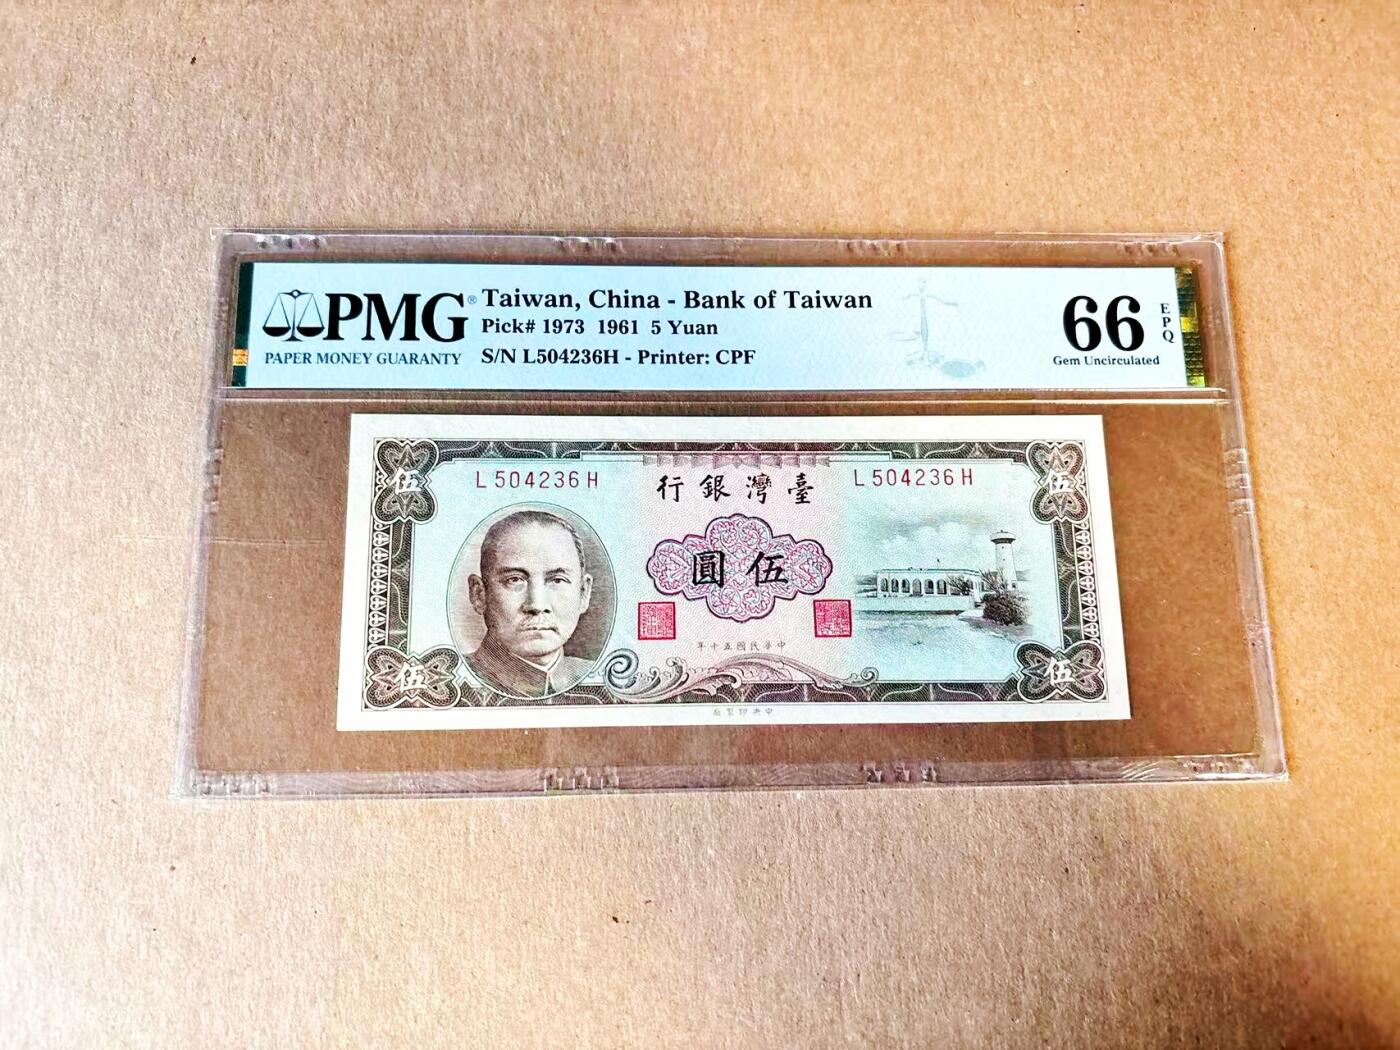 PMG®
PAPER MONEY GUARANTY
Taiwan, China - Bank of Taiwan
Pick# 1973 1961 5 Yuan
S/N L504236H - Printer: CPF
66
EPQ
Gem Uncirculated
伍
伍
L504236H
L504236H
行銀灣臺
圓伍
年十五國民華中
伍
伍
廠製印央中